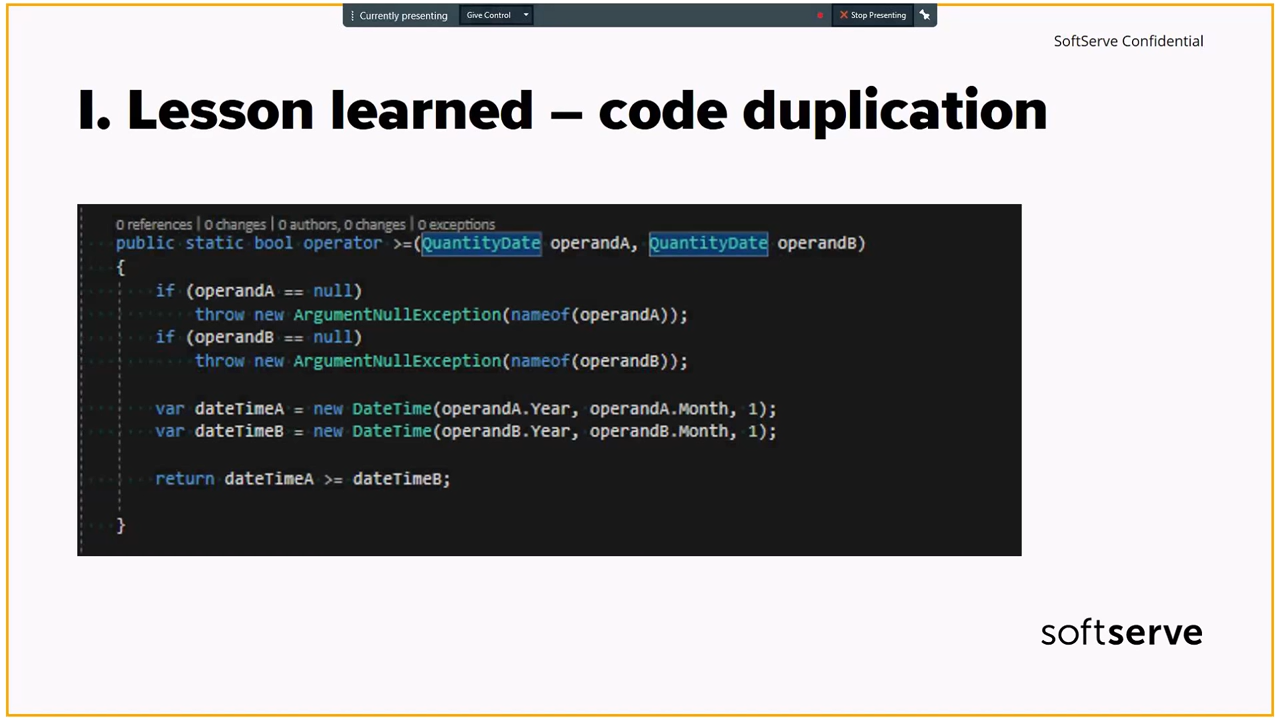 Currently presenting Give Control Stop Presenting
SoftServe Confidential
I. Lesson learned – code duplication
0 references | 0 changes | 0 authors, 0 changes | 0 exceptions
public static bool operator >=(QuantityDate operandA, QuantityDate operandB)
{
if (operandA == null)
throw new ArgumentNullException(nameof(operandA));
if (operandB == null)
throw new ArgumentNullException(nameof(operandB));
var dateTimeA = new DateTime(operandA.Year, operandA.Month, 1);
var dateTimeB = new DateTime(operandB.Year, operandB.Month, 1);
return dateTimeA >= dateTimeB;
}
softserve